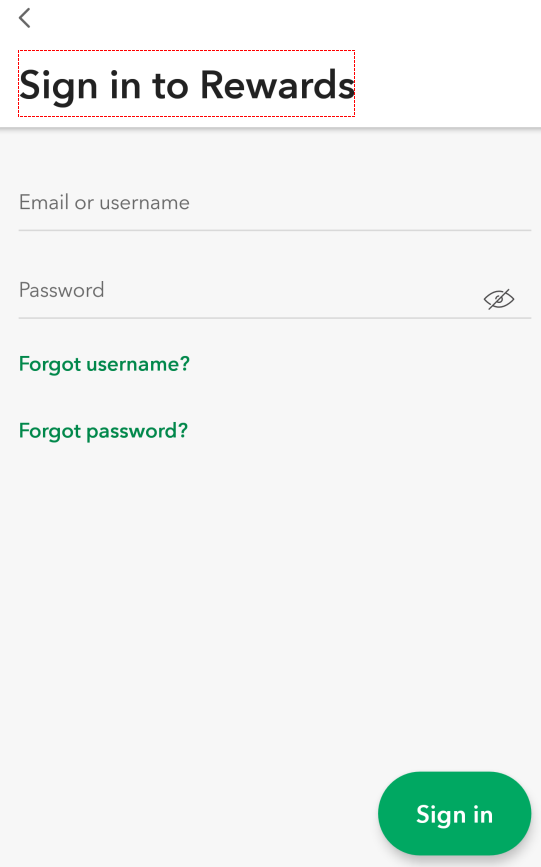 Sign in to Rewards
Email or username
Password
Forgot username?
Forgot password?
Sign in